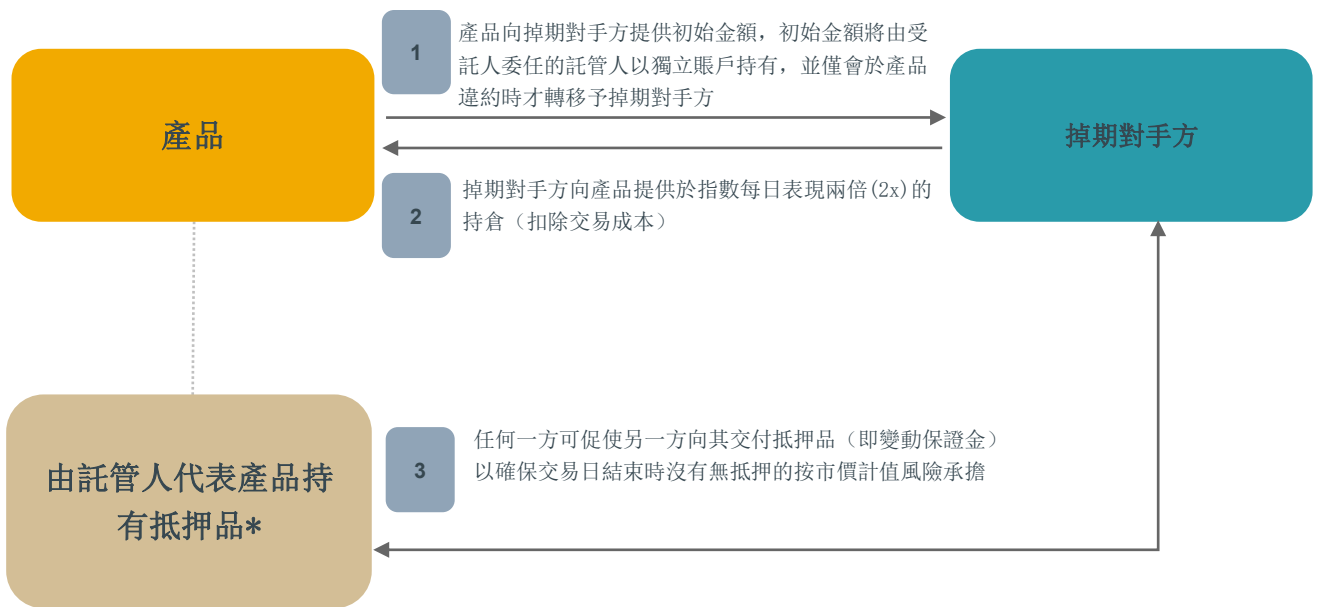 1
產品向掉期對手方提供初始金額，初始金額將由受
託人委任的託管人以獨立賬戶持有，並僅會於產品
違約時才轉移予掉期對手方
產品
掉期對手方
2
掉期對手方向產品提供於指數每日表現兩倍(2x)的
持倉（扣除交易成本）
3
任何一方可促使另一方向其交付抵押品（即變動保證金）
以確保交易日結束時沒有無抵押的按市價計值風險承擔
由託管人代表產品持
有抵押品*